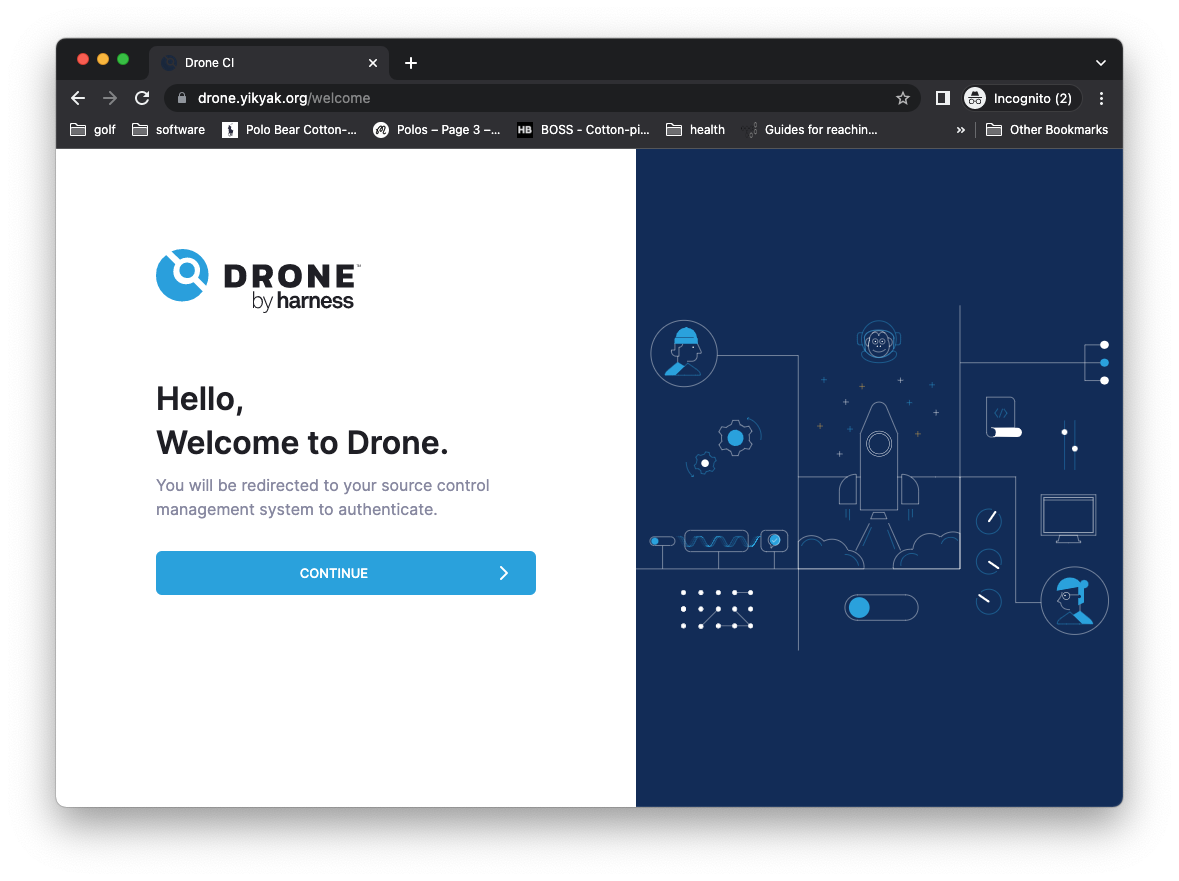 Drone CI
drone.yikyak.org/welcome
Incognito (2)
golf
software
Polo Bear Cotton-...
Polos – Page 3 –...
HB
BOSS - Cotton-pi...
health
Guides for reachin...
»
Other Bookmarks
DRONE™
by harness
Hello,
Welcome to Drone.
You will be redirected to your source control
management system to authenticate.
CONTINUE
<//>